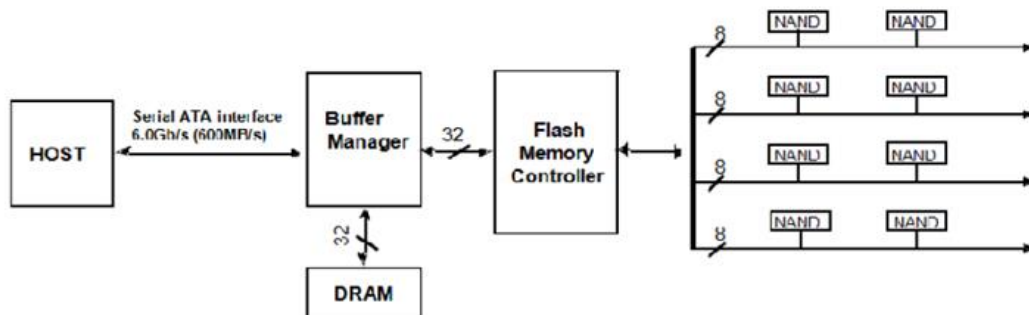 HOST
Serial ATA interface
6.0Gb/s (600MB/s)
Buffer
Manager
32
DRAM
32
Flash
Memory
Controller
8
NAND
NAND
8
NAND
NAND
8
NAND
NAND
8
NAND
NAND